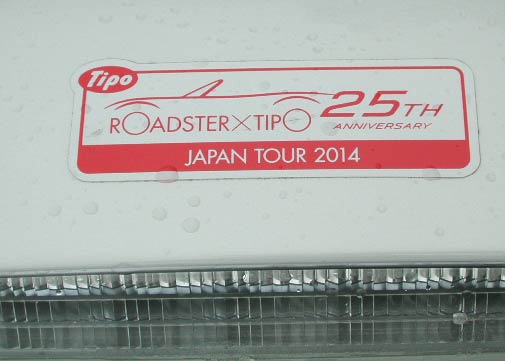 Tipo
ROADSTER×TIPO 25TH
ANNIVERSARY
JAPAN TOUR 2014